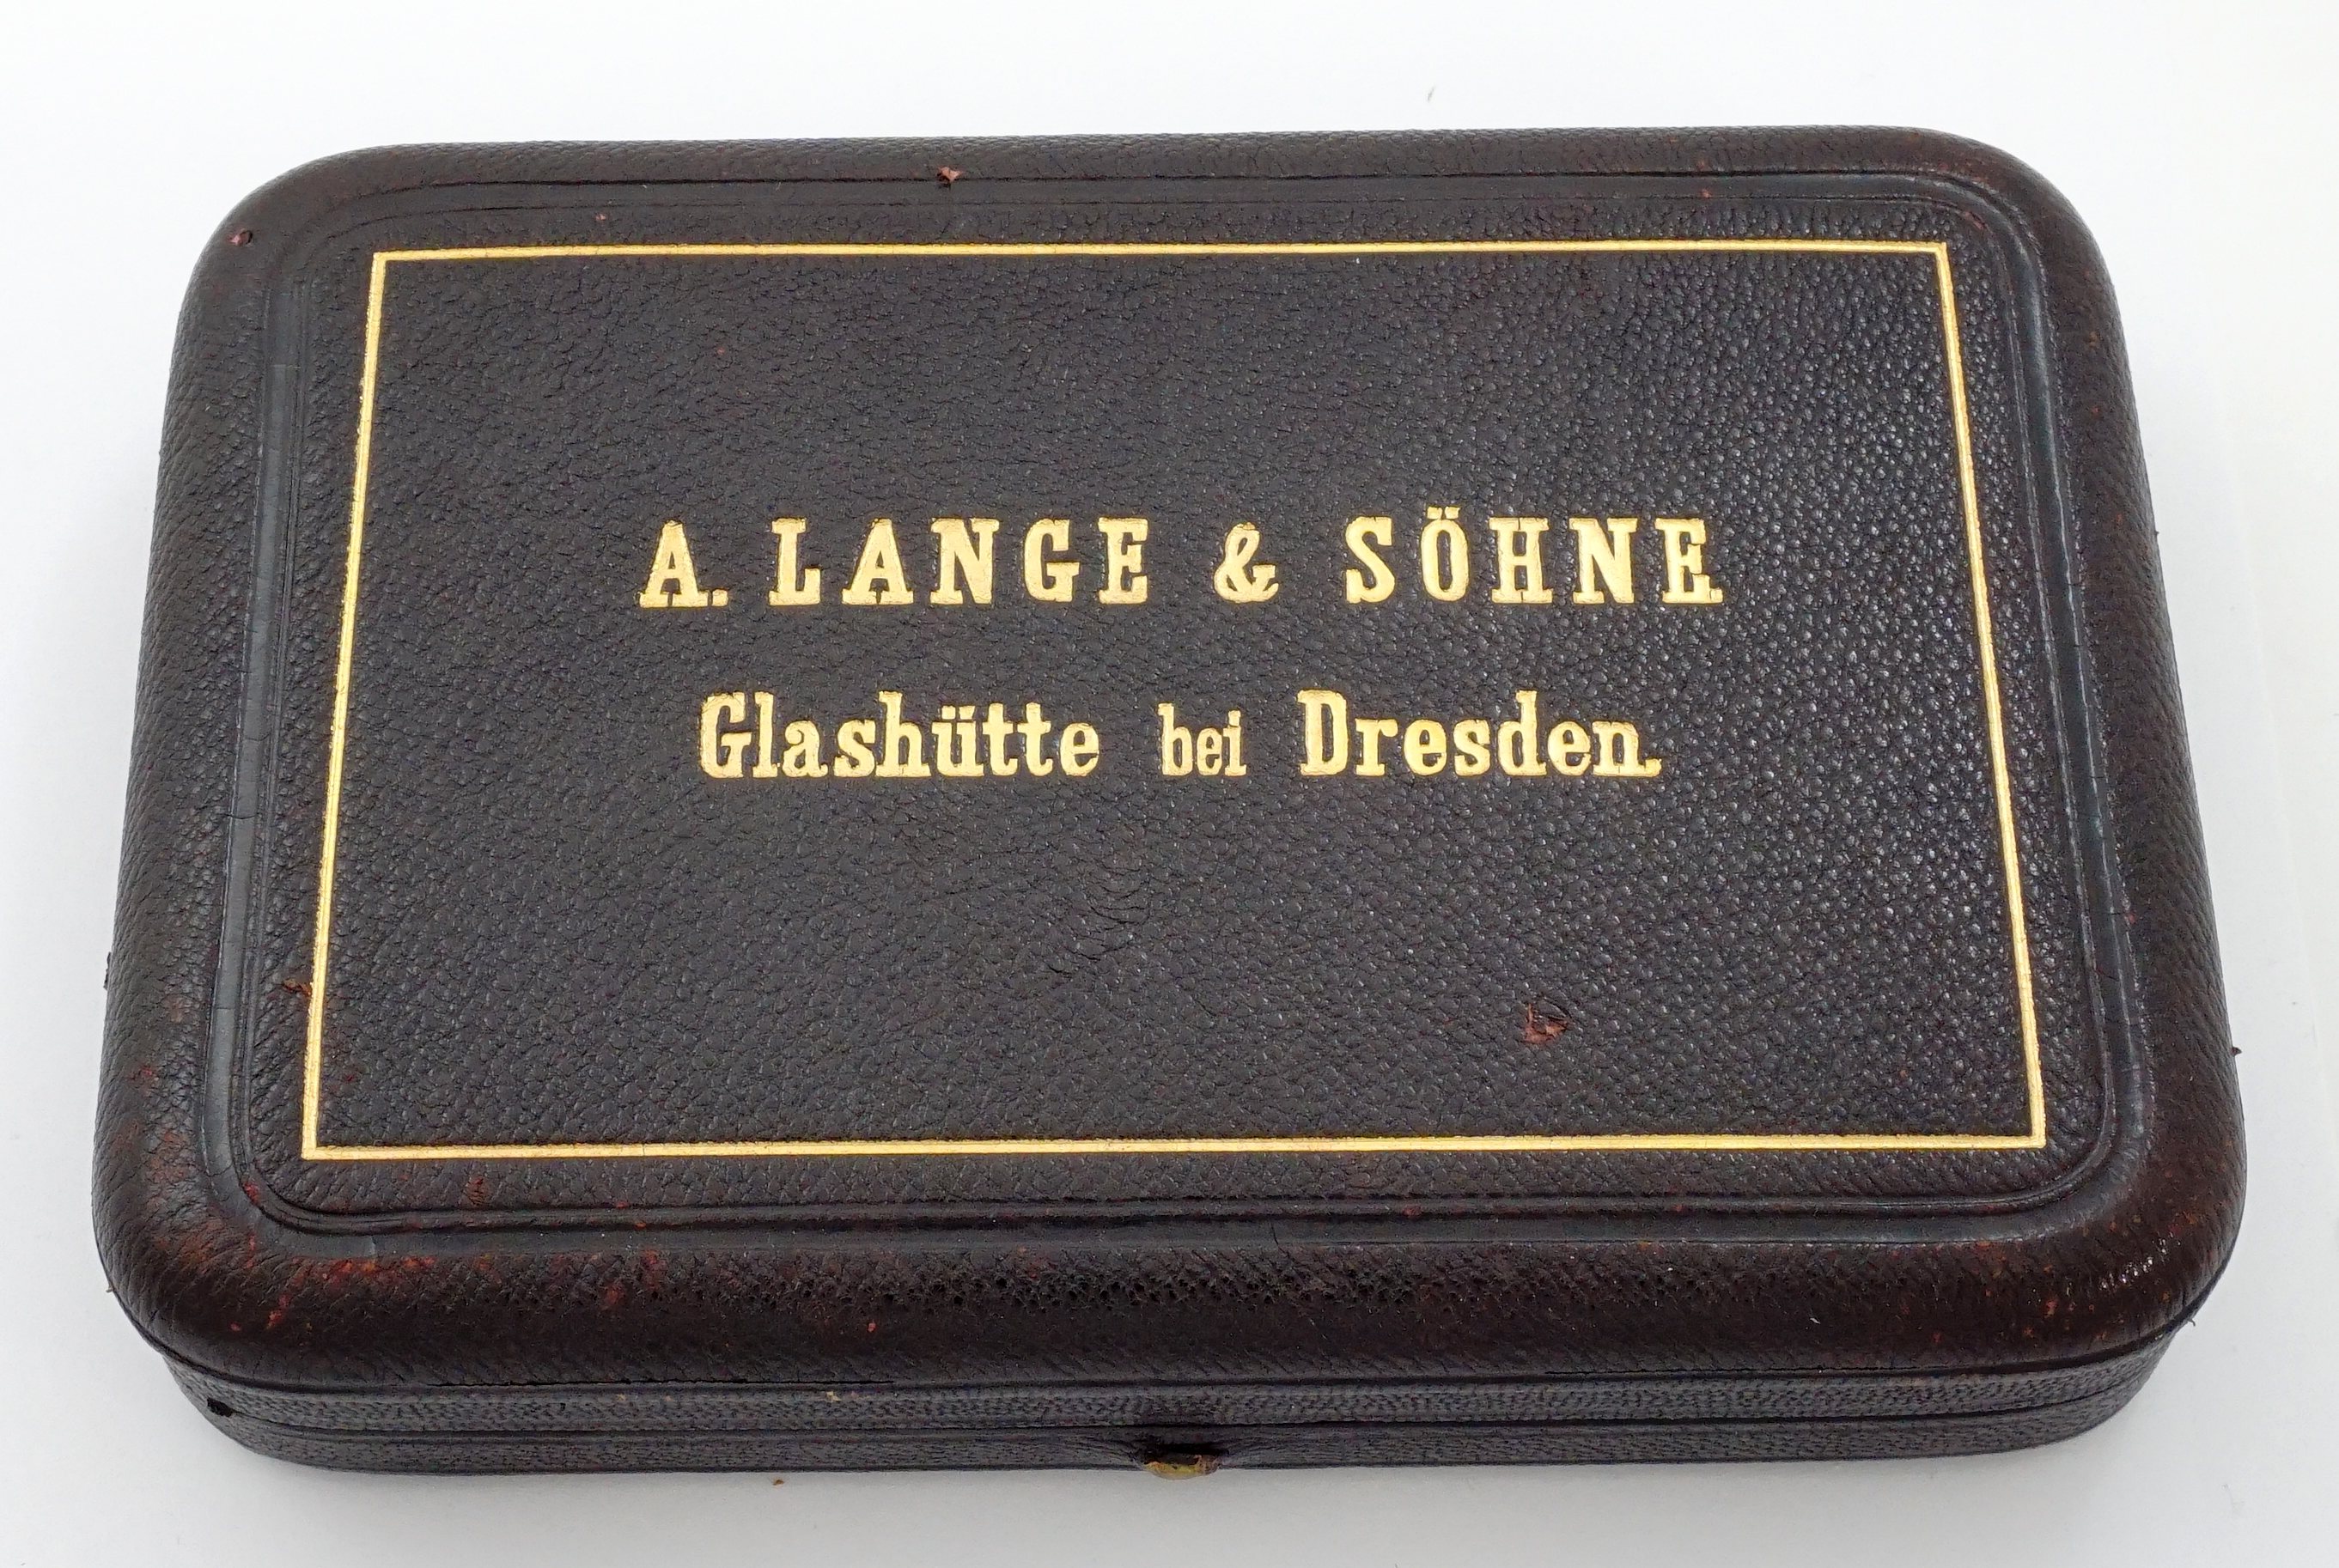 A. LANGE & SÖHNE.
Glashütte bei Dresden.